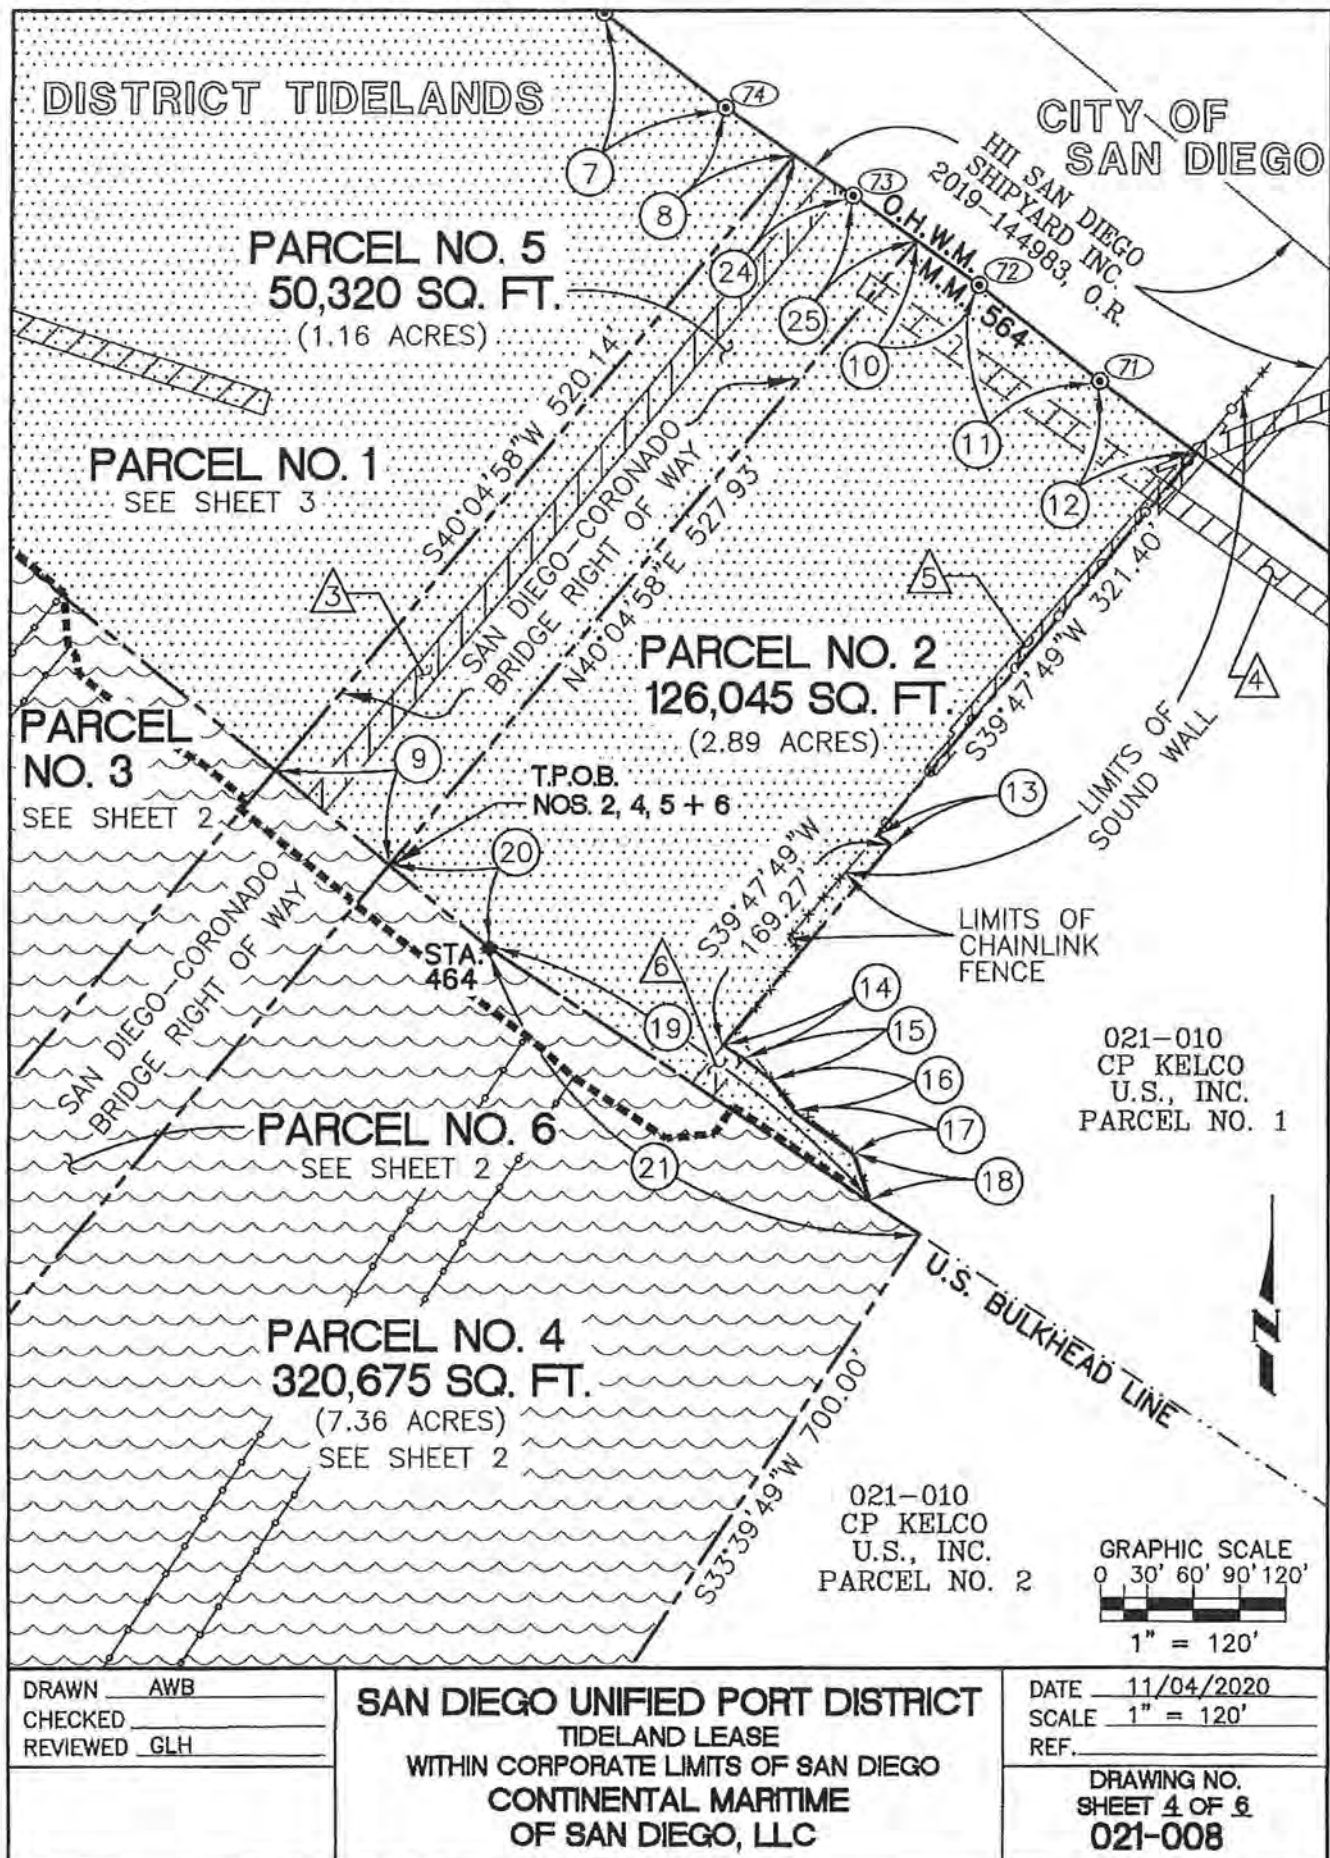 DISTRICT TIDELANDS
CITY OF
SAN DIEGO
74
7
8
73
24
HII SAN DIEGO
SHIPYARD INC.
2019-144983, O.R.
O.H.W.M.
M.M. 564
72
25
10
71
11
12
PARCEL NO. 5
50,320 SQ. FT.
(1.16 ACRES)
PARCEL NO. 1
SEE SHEET 3
S40°04'58"W 520.14'
SAN DIEGO-CORONADO
BRIDGE RIGHT OF WAY
N40°04'58"E 527.93'
3
5
4
PARCEL NO. 2
126,045 SQ. FT.
(2.89 ACRES)
S39°47'49"W 321.40'
LIMITS OF
SOUND WALL
PARCEL
NO. 3
SEE SHEET 2
9
T.P.O.B.
NOS. 2, 4, 5 + 6
13
20
S39°47'49"W
169.27'
LIMITS OF
CHAINLINK
FENCE
STA.
464
6
SAN DIEGO-CORONADO
BRIDGE RIGHT OF WAY
14
19
15
16
17
18
21
021-010
CP KELCO
U.S., INC.
PARCEL NO. 1
PARCEL NO. 6
SEE SHEET 2
U.S. BULKHEAD LINE
N
PARCEL NO. 4
320,675 SQ. FT.
(7.36 ACRES)
SEE SHEET 2
S33°39'49"W 700.00'
021-010
CP KELCO
U.S., INC.
PARCEL NO. 2
GRAPHIC SCALE
0 30' 60' 90' 120'
1" = 120'
DRAWN AWB
CHECKED
REVIEWED GLH
SAN DIEGO UNIFIED PORT DISTRICT
TIDELAND LEASE
WITHIN CORPORATE LIMITS OF SAN DIEGO
CONTINENTAL MARITIME
OF SAN DIEGO, LLC
DATE 11/04/2020
SCALE 1" = 120'
REF.
DRAWING NO.
SHEET 4 OF 6
021-008